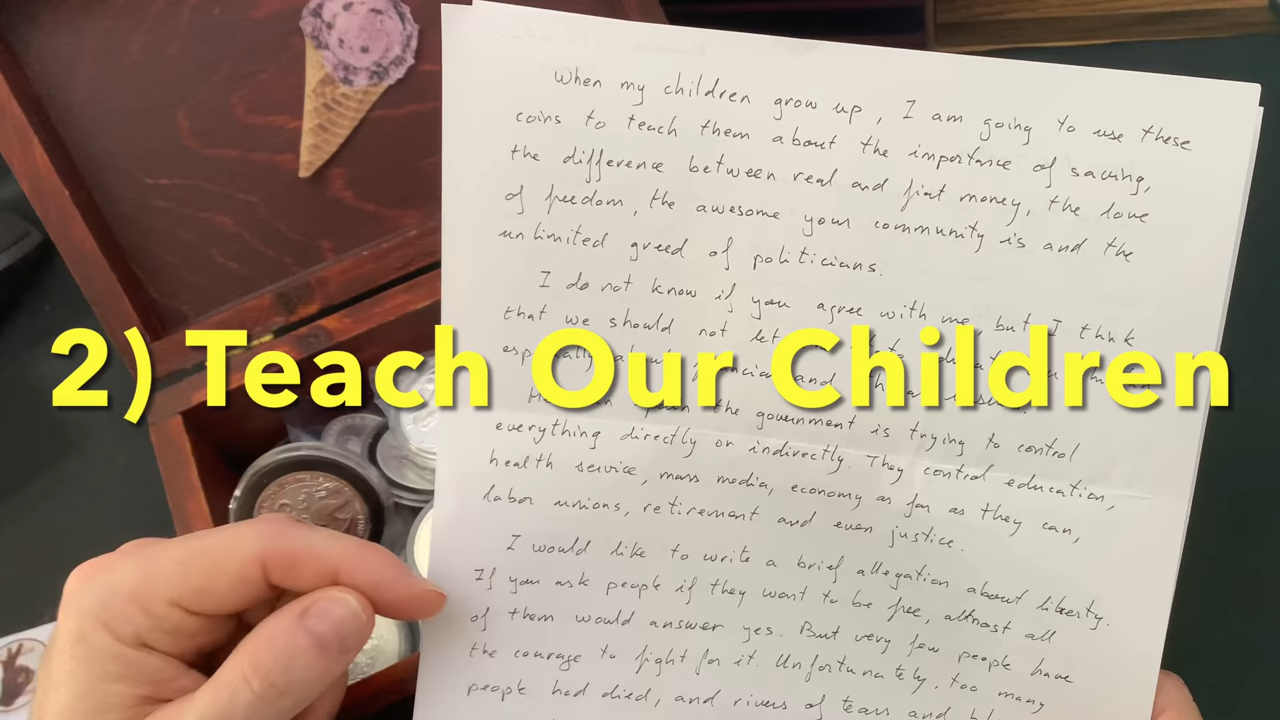 When my children grow up, I am going to use these
coins to teach them about the importance of saving,
the difference between real and fiat money, the love
of freedom, the awesome your community is and the
unlimited greed of politicians.
I do not know if you agree with me, but I think
that we should not let
2) Teach Our Children
especially and
the government is trying to control
everything directly or indirectly. They control education,
health service, mass media, economy as far as they can,
labor unions, retirement and even justice.
I would like to write a brief allegation about liberty.
If you ask people if they want to be free, almost all
of them would answer yes. But very few people have
the courage to fight for it. Unfortunately, too many
people had died, and rivers of tears and